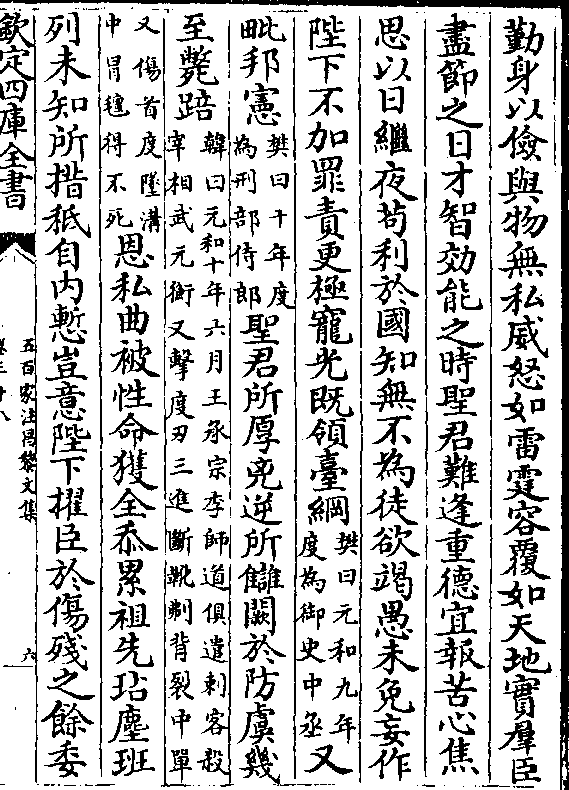 勤身以儉與物無私威怒如雷霆容覆如天地實羣臣
盡節之日才智効能之時聖君難逢重德宜報苦心焦
思以日繼夜茍利於國知無不為徒欲竭愚未免妄作
陛下不加罪責更極寵光既領臺綱樊曰元和九年度為御史中丞又
毗邦憲樊曰十年度為刑部侍郎聖君所厚兇逆所讎闕於防虞幾
至斃踣韓曰元和十年六月王承宗李師道俱遣刺客殺宰相武元衡又擊度刃三進斷靴刜背裂中單
又傷首度墜溝中冒氊得不死恩私曲被性命獲全忝累祖先玷塵班
列未知所措秪自内慙豈意陛下擢臣於傷殘之餘委
欽定四庫全書
五百家注昌黎文集
卷三十八
六